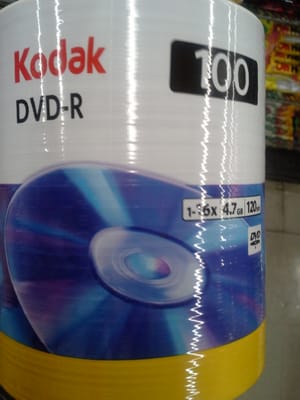 Kodak
100
DVD-R
1-16x 4.7GB 120min
DVD